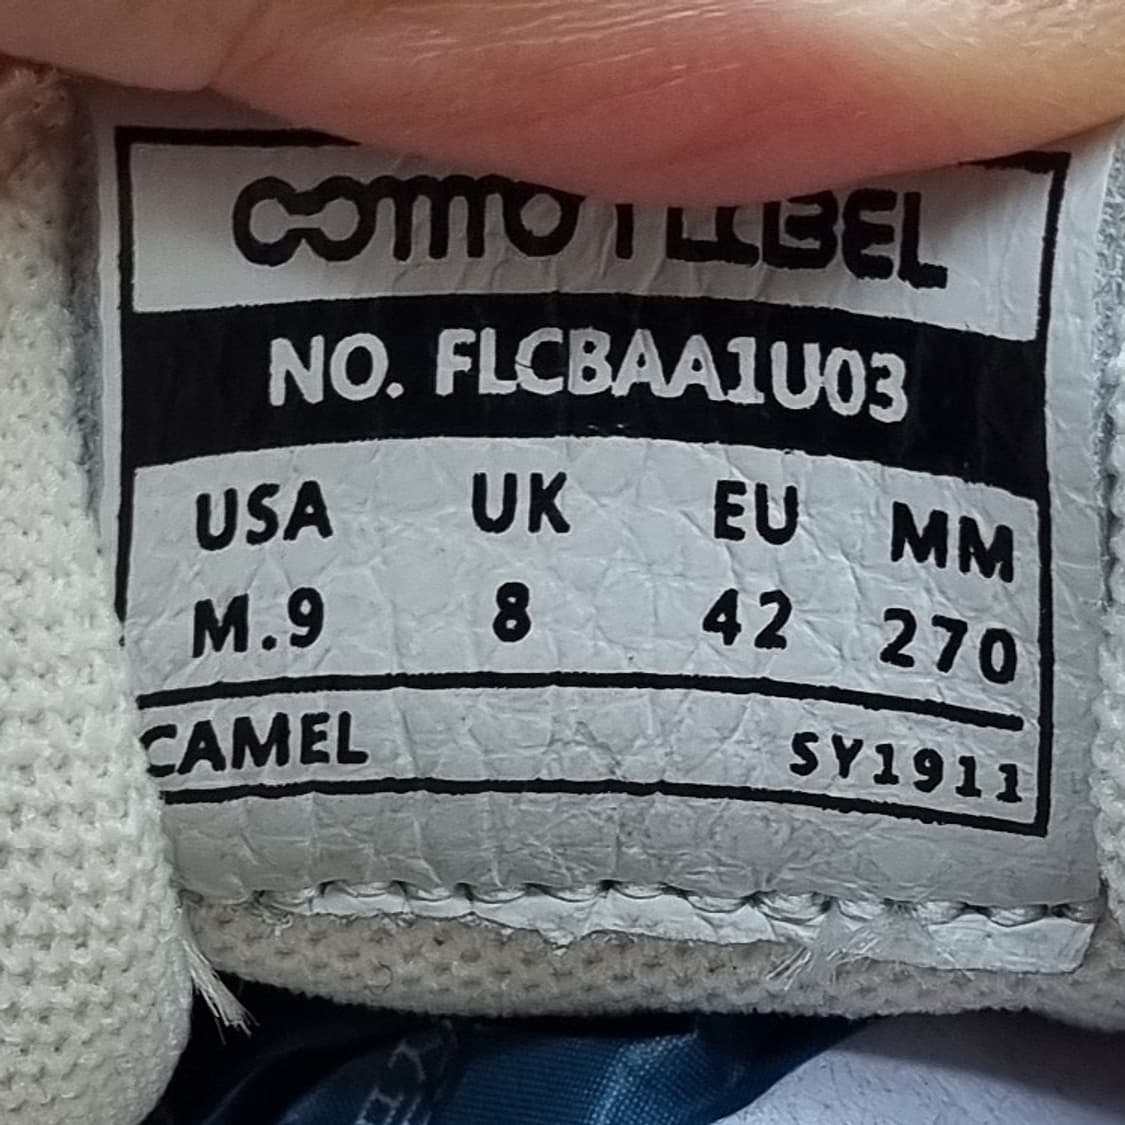 NO. FLCBAA1U03
USA UK EU MM
M.9 8 42 270
CAMEL SY1911